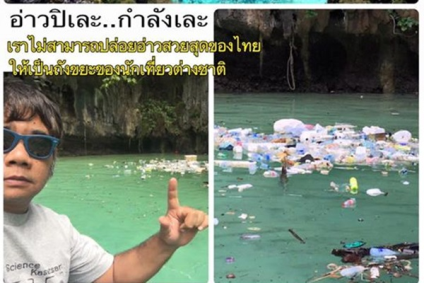 อ่าวปิเละ..กำลังเละ
เราไม่สามารถปล่อยอ่าวสวยสุดของไทย
ให้เป็นถังขยะของนักเที่ยวต่างชาติ
Science